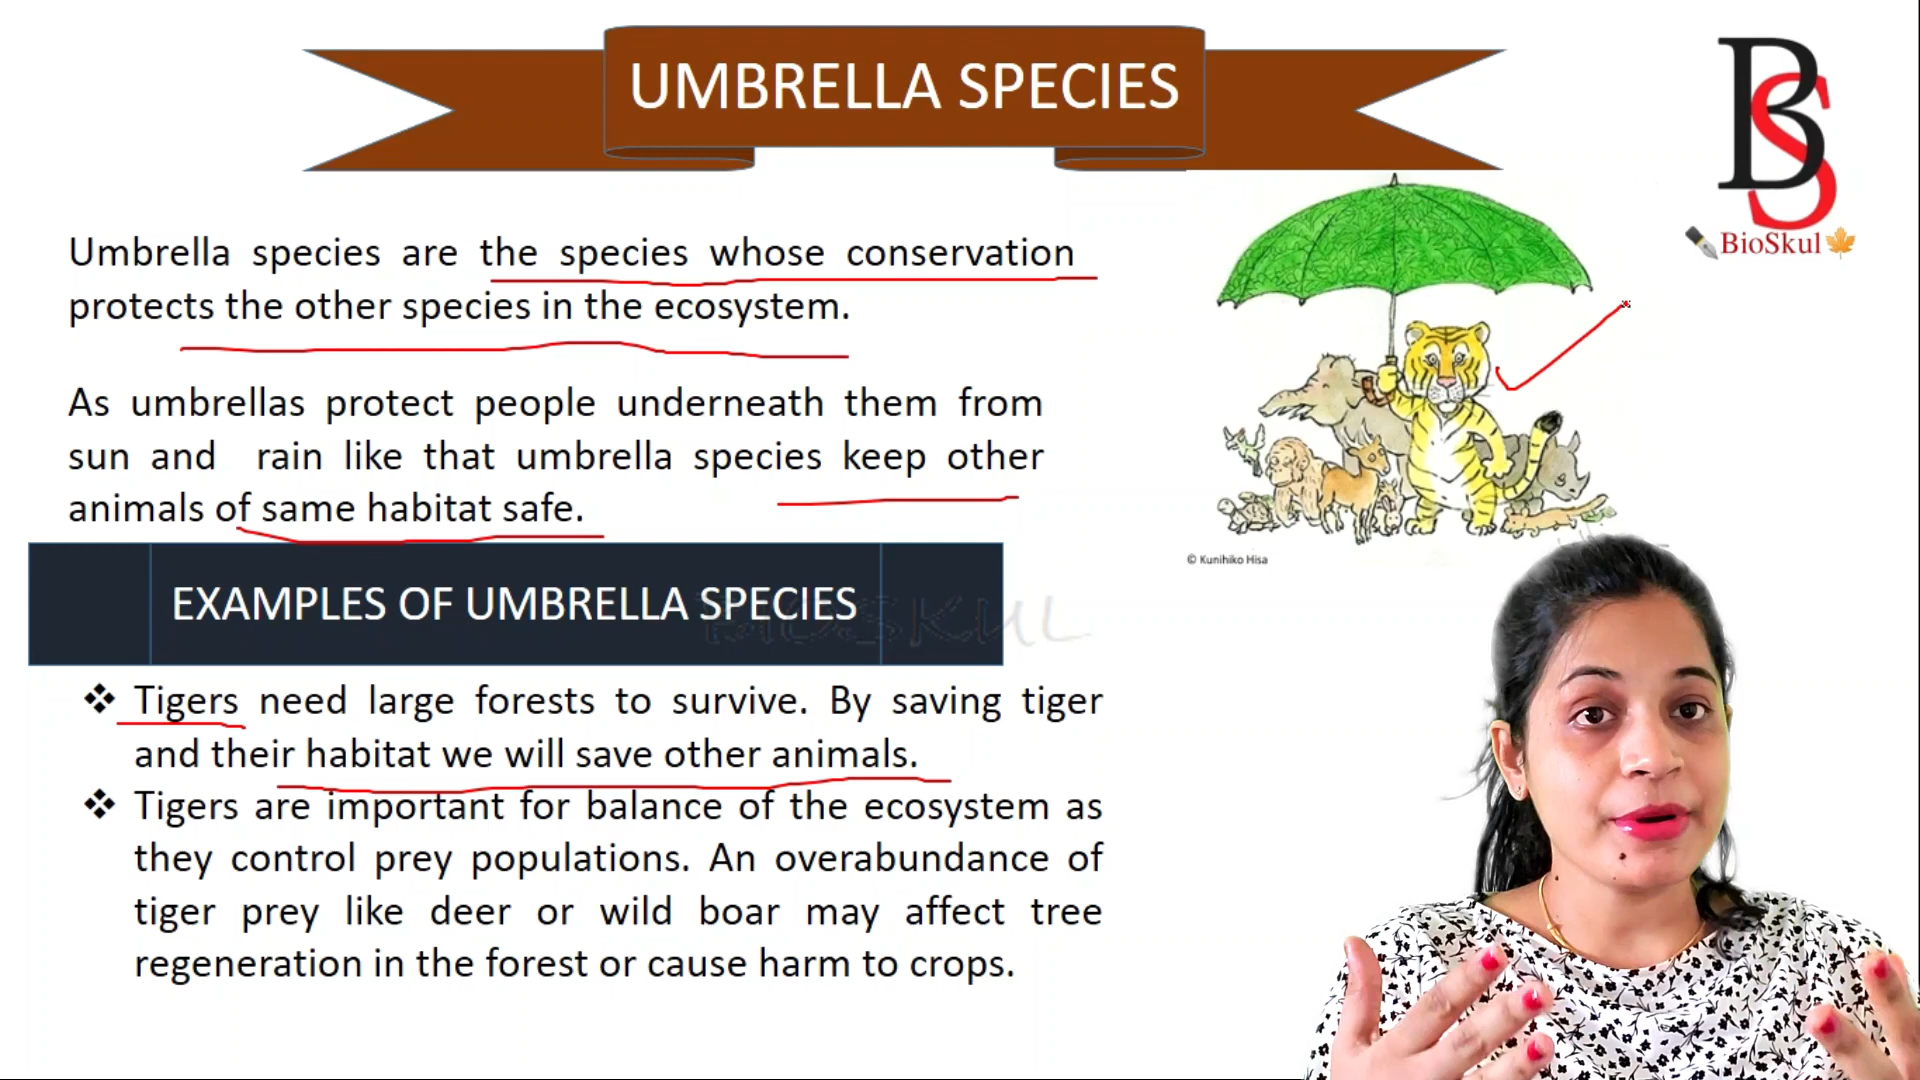 UMBRELLA SPECIES
BS
BioSkul
Umbrella species are the species whose conservation
protects the other species in the ecosystem.
As umbrellas protect people underneath them from
sun and rain like that umbrella species keep other
animals of same habitat safe.
© Kunihiko Hisa
EXAMPLES OF UMBRELLA SPECIES
BIOSKUL
❖ Tigers need large forests to survive. By saving tiger
and their habitat we will save other animals.
❖ Tigers are important for balance of the ecosystem as
they control prey populations. An overabundance of
tiger prey like deer or wild boar may affect tree
regeneration in the forest or cause harm to crops.